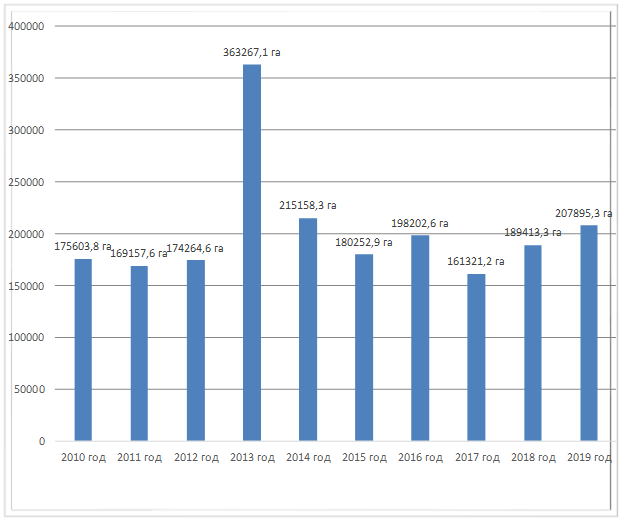 400000
363267,1 га
350000
300000
250000
215158,3 га
207895,3 га
198202,6 га
200000
189413,3 га
175603,8 га
169157,6 га
174264,6 га
180252,9 га
161321,2 га
150000
100000
50000
0
2010 год 2011 год 2012 год 2013 год 2014 год 2015 год 2016 год 2017 год 2018 год 2019 год